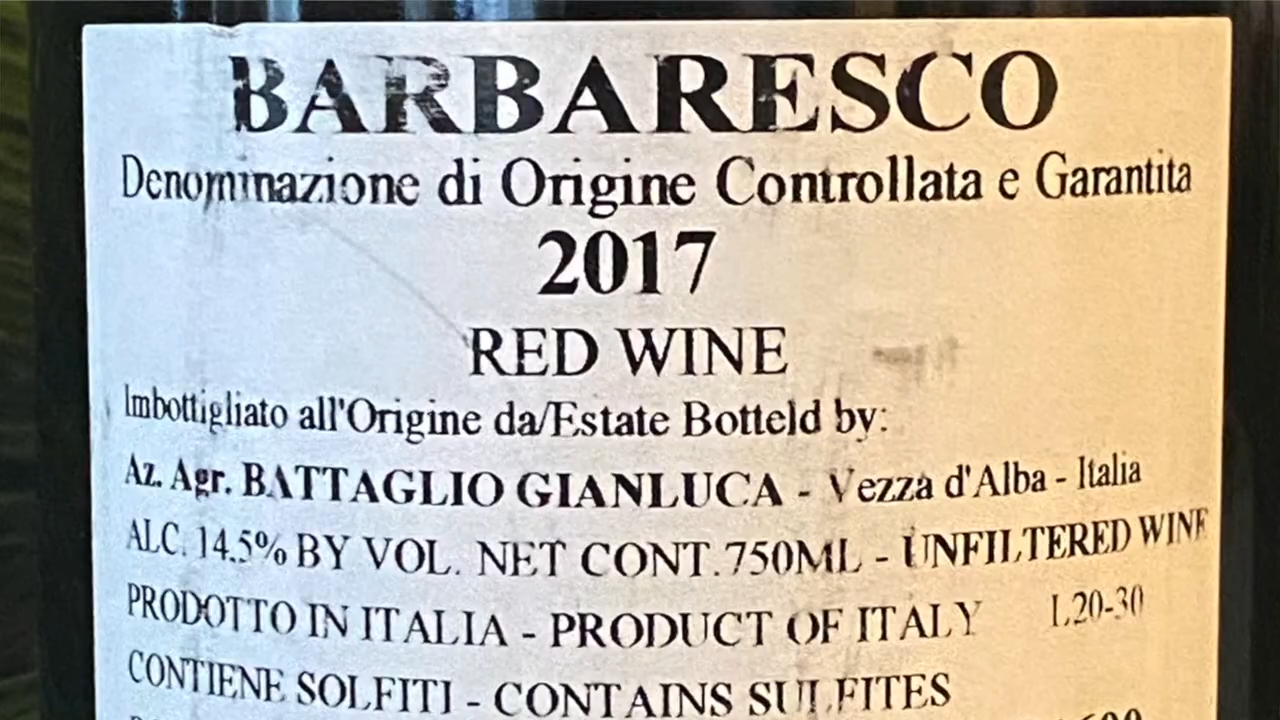 BARBARESCO
Denominazione di Origine Controllata e Garantita
2017
RED WINE
Imbottigliato all'Origine da/Estate Botteld by:
Az. Agr. BATTAGLIO GIANLUCA - Vezza d'Alba - Italia
ALC. 14.5% BY VOL. NET CONT.750ML - UNFILTERED WINE
PRODOTTO IN ITALIA - PRODUCT OF ITALY L20-30
CONTIENE SOLFITI - CONTAINS SULFITES